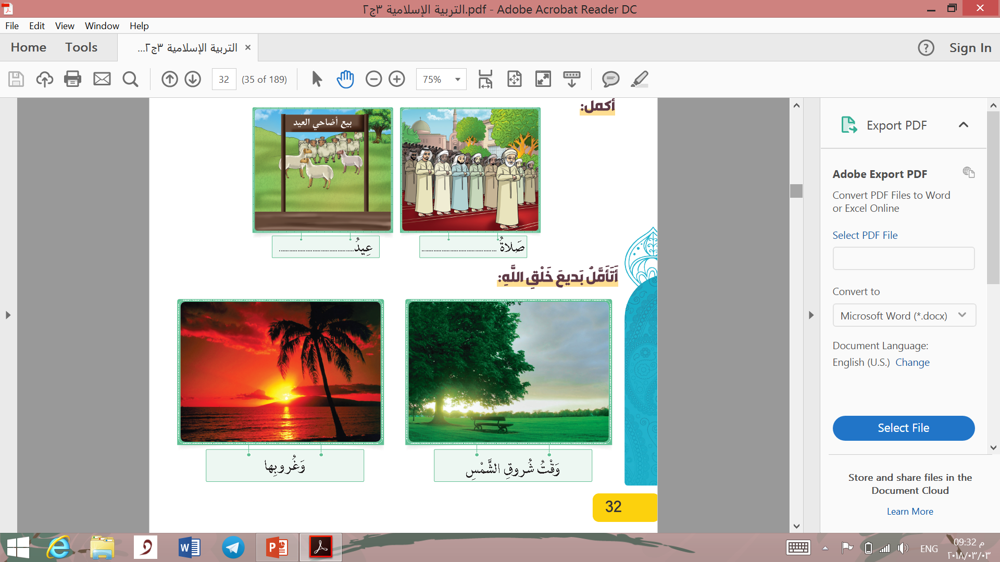 التربية الإسلامية ٣ج٢.pdf - Adobe Acrobat Reader DC
File Edit View Window Help
Home Tools التربية الإسلامية ٣ج٢... × ? Sign In
32 (35 of 189) 75%
أكمل:
بيع أضاحي العيد
صَلاةُ ........................
عِيدُ ........................
أَتَأَمَّلُ بَديعَ خَلْقِ اللَّهِ:
وَقْتُ شُروقِ الشَّمْسِ
وَغُروبِها
32
Export PDF
Adobe Export PDF
Convert PDF Files to Word
or Excel Online
Select PDF File
Convert to
Microsoft Word (*.docx)
Document Language:
English (U.S.) Change
Select File
Store and share files in the
Document Cloud
Learn More
ENG
09:32 م
٢٠١٨/٠٣/٠٣